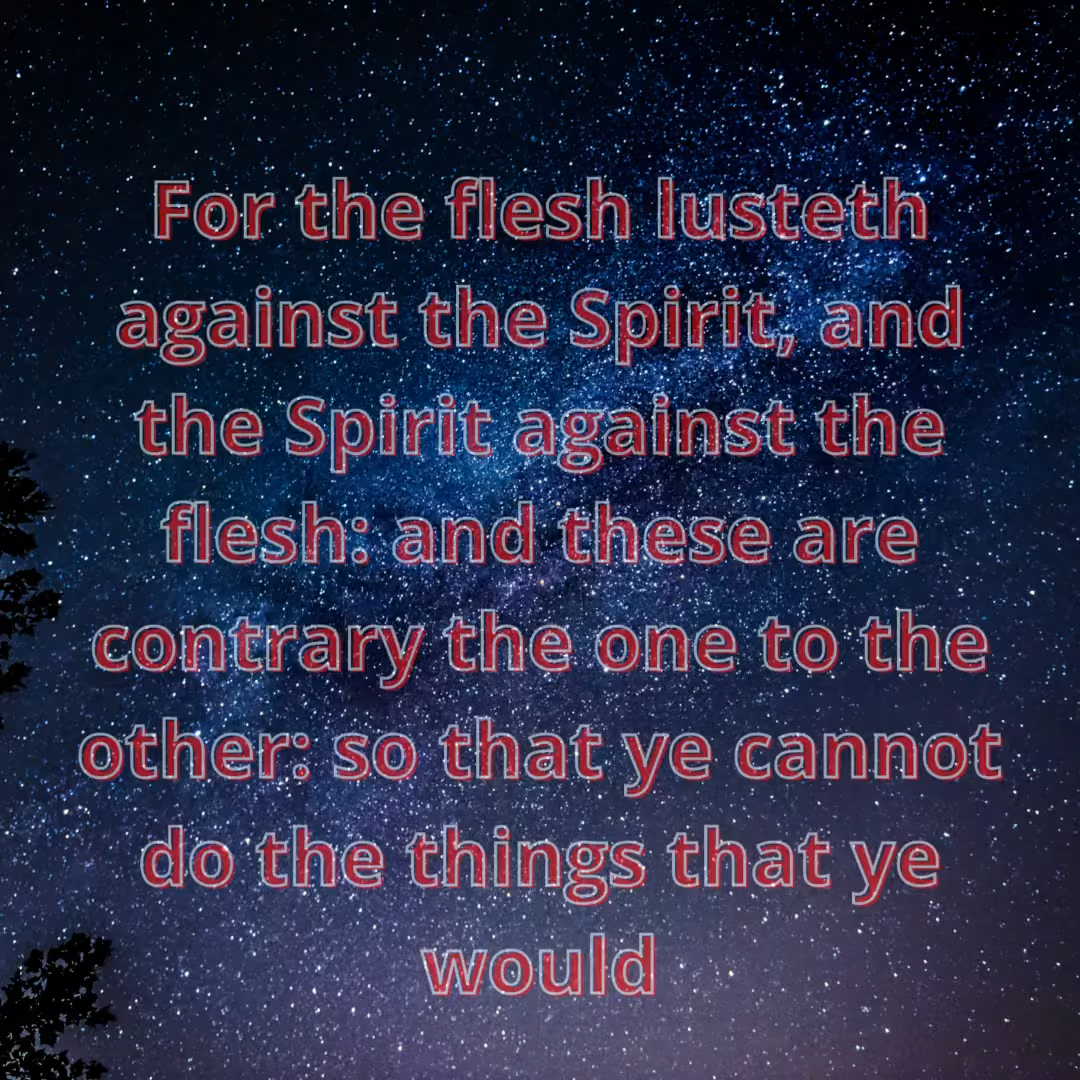 For the flesh lusteth
against the Spirit, and
the Spirit against the
flesh: and these are
contrary the one to the
other: so that ye cannot
do the things that ye
would